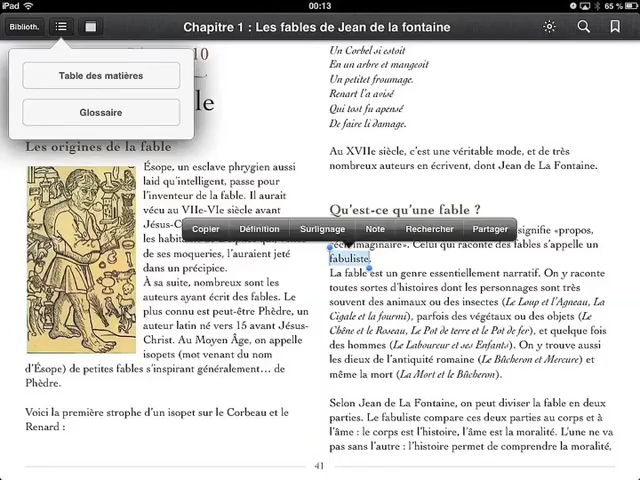 iPad
00:13
65 %
Biblioth.
Chapitre 1 : Les fables de Jean de la fontaine
Table des matières
Glossaire
10
le
Les origines de la fable
Ésope, un esclave phrygien aussi
laid qu'intelligent, passe pour
l'inventeur de la fable. Il aurait
vécu au VIIe-VIe siècle avant
Jésus-C
les habita
de ses moqueries, l'auraient jeté
dans un précipice.
À sa suite, nombreux sont les
auteurs ayant écrit des fables. Le
plus connu est peut-être Phèdre, un
auteur latin né vers 15 avant Jésus-
Christ. Au Moyen Âge, on appelle
isopets (mot venant du nom
d'Ésope) de petites fables s'inspirant généralement... de
Phèdre.
Voici la première strophe d'un isopet sur le Corbeau et le
Renard :
Un Corbel si estoit
En un arbre et mangeoit
Un petitet froumage.
Renart l'a avisé
Qui tost fu apensé
De faire li damage.
Au XVIIe siècle, c'est une véritable mode, et de très
nombreux auteurs en écrivent, dont Jean de La Fontaine.
Qu'est-ce qu'une fable ?
Copier Définition Surlignage Note Rechercher Partager
signifie «propos,
récit imaginaire». Celui qui raconte des fables s'appelle un
fabuliste.
La fable est un genre essentiellement narratif. On y raconte
toutes sortes d'histoires dont les personnages sont très
souvent des animaux ou des insectes (Le Loup et l'Agneau, La
Cigale et la fourmi), parfois des végétaux ou des objets (Le
Chêne et le Roseau, Le Pot de terre et le Pot de fer), et quelque fois
des hommes (Le Laboureur et ses Enfants). On y trouve aussi
les dieux de l'antiquité romaine (Le Bûcheron et Mercure) et
même la mort (La Mort et le Bûcheron).
Selon Jean de La Fontaine, on peut diviser la fable en deux
parties. Le fabuliste compare ces deux parties au corps et à
l'âme : le corps est l'histoire, l'âme est la moralité. L'une ne va
pas sans l'autre : l'histoire permet de comprendre la moralité,
41